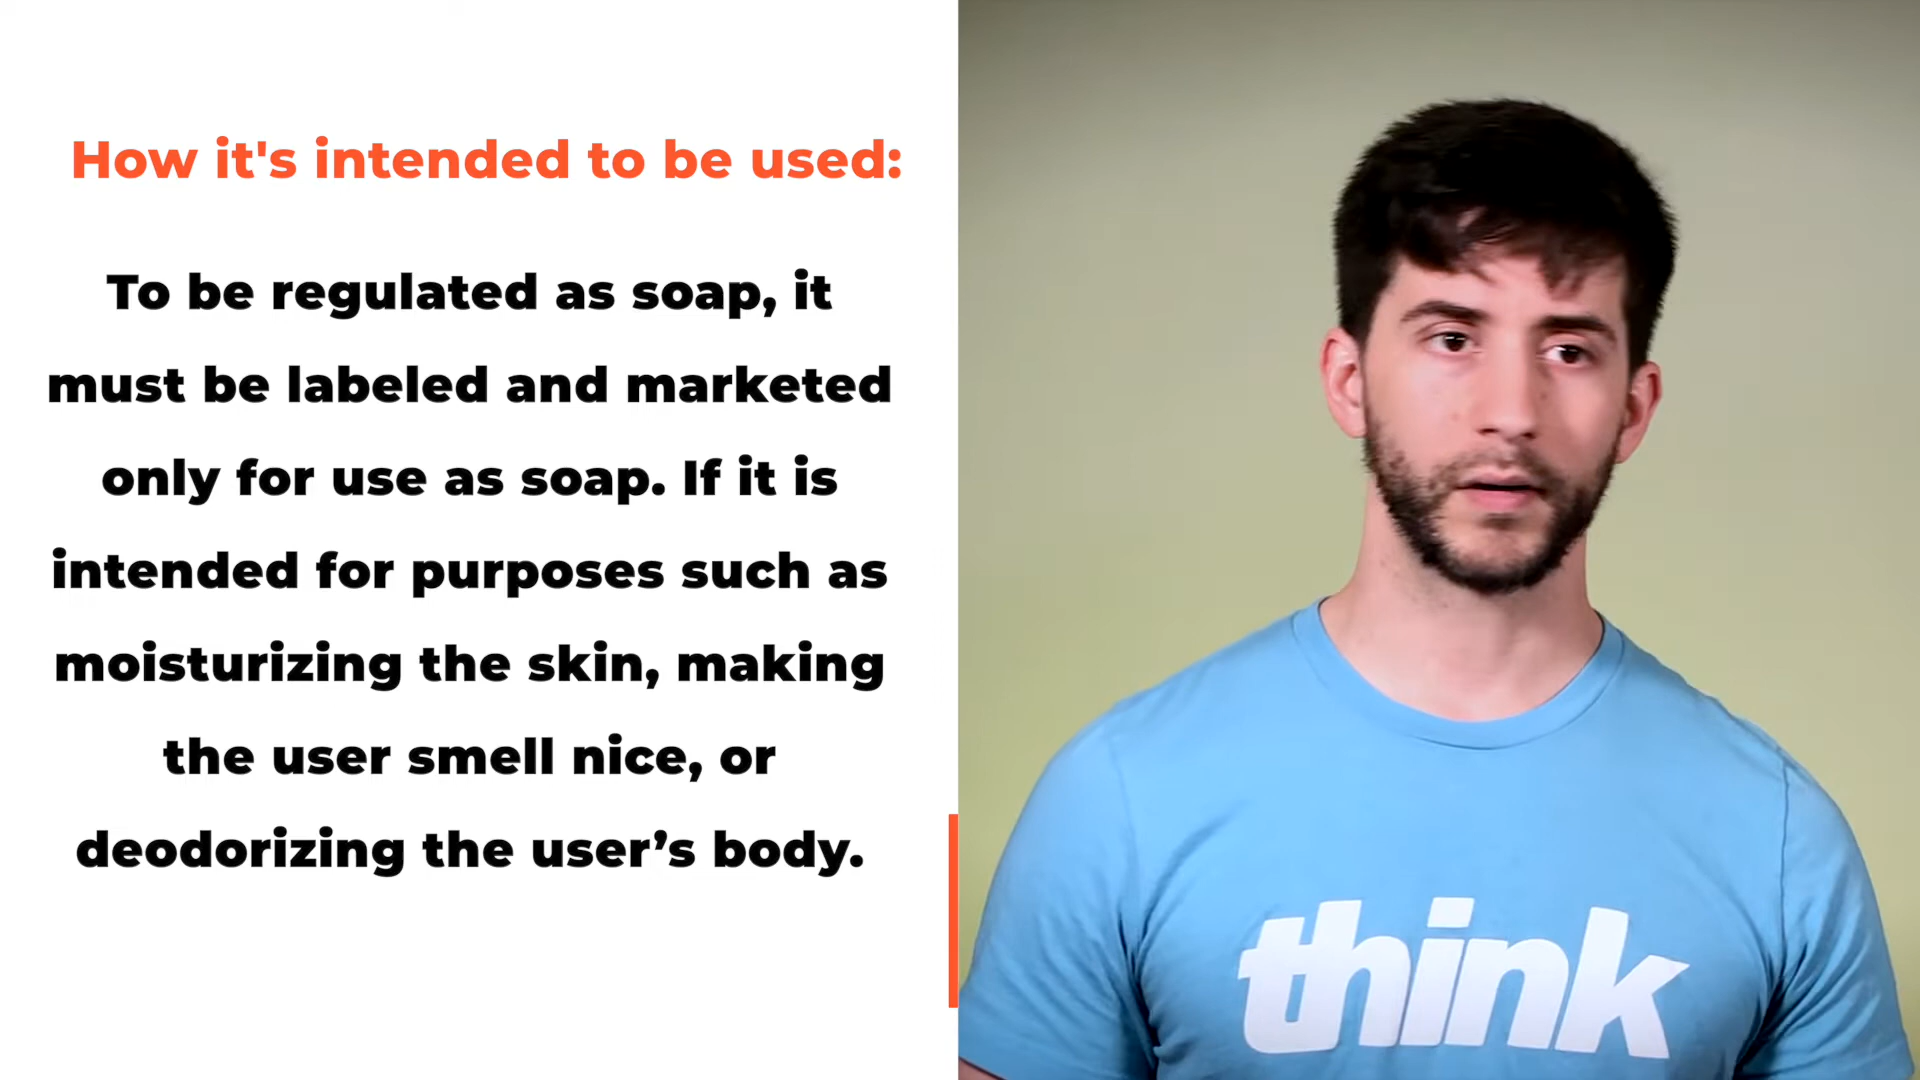 How it's intended to be used:
To be regulated as soap, it
must be labeled and marketed
only for use as soap. If it is
intended for purposes such as
moisturizing the skin, making
the user smell nice, or
deodorizing the user’s body.
think